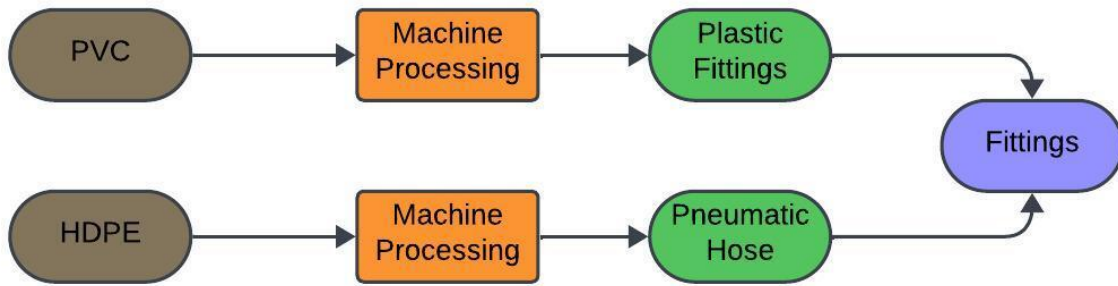 PVC
Machine
Processing
Plastic
Fittings
Fittings
HDPE
Machine
Processing
Pneumatic
Hose